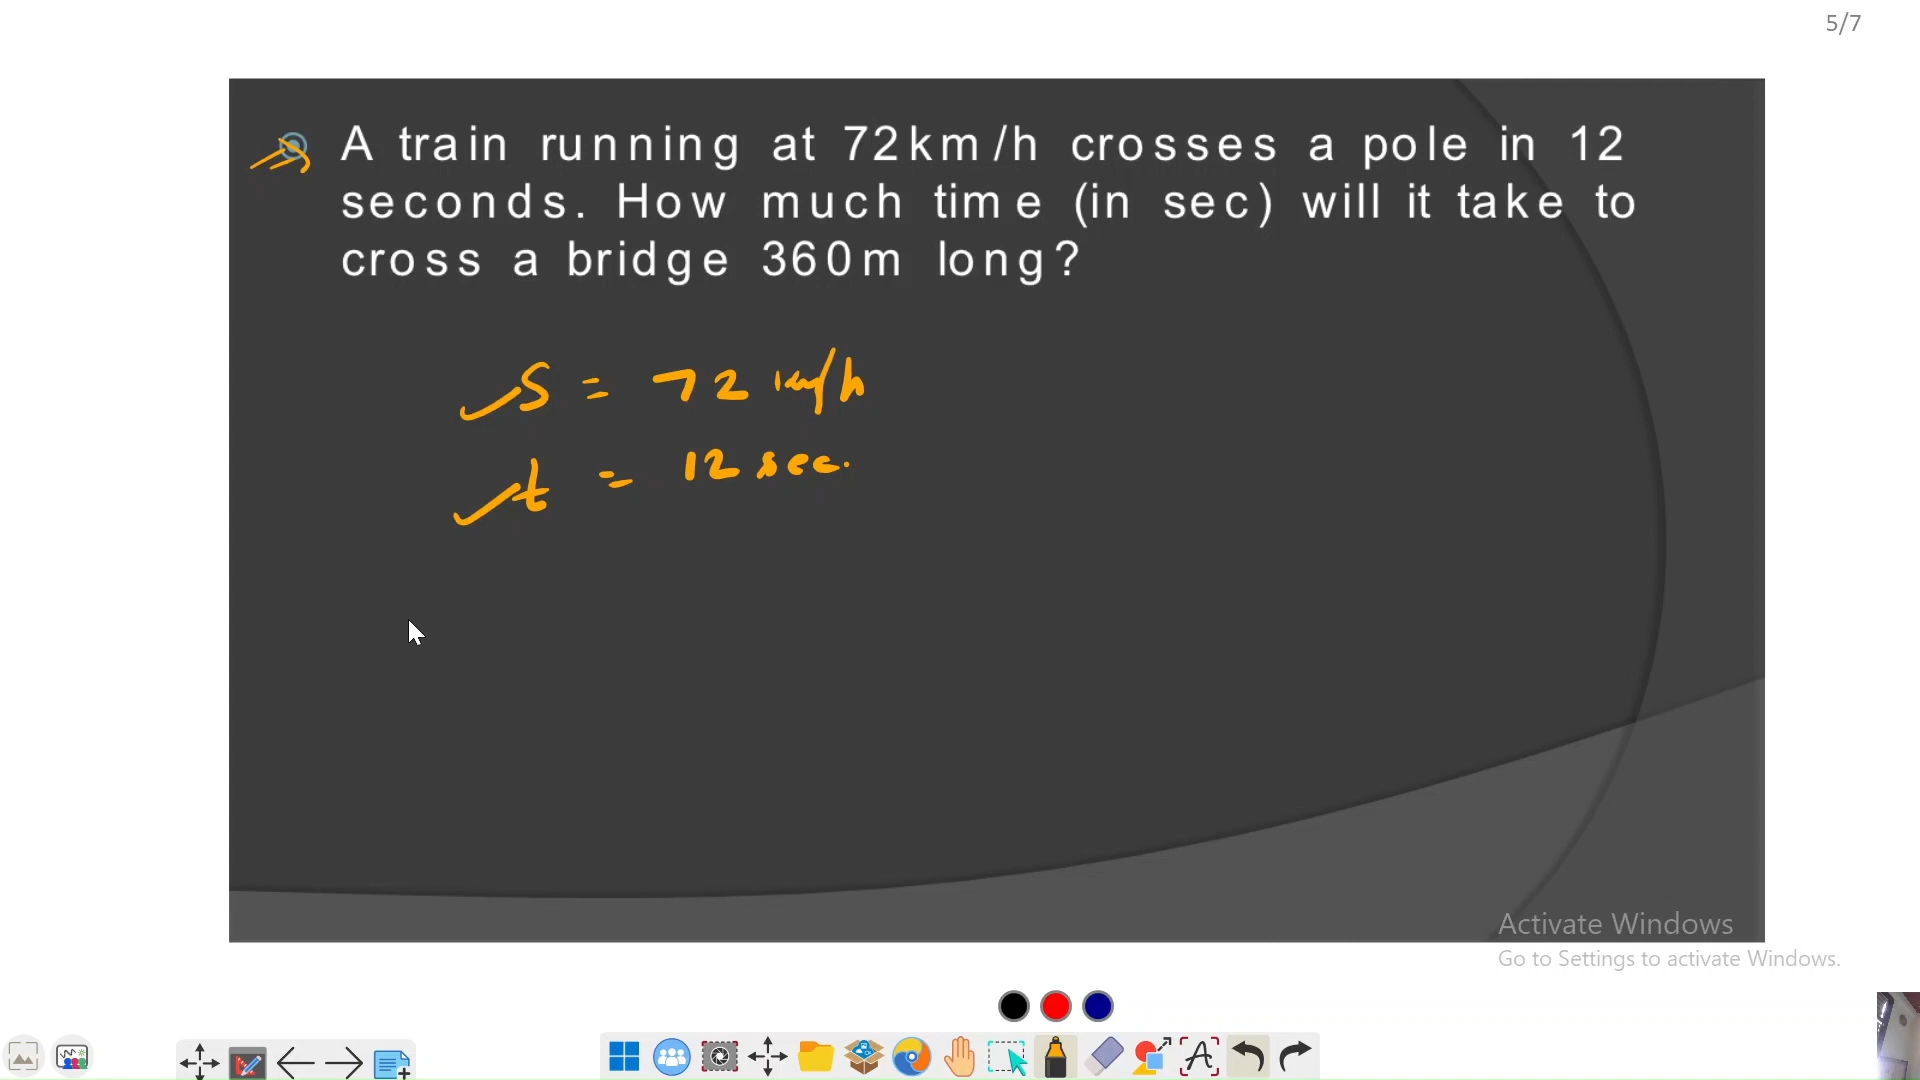 5/7
A train running at 72km/h crosses a pole in 12
seconds. How much time (in sec) will it take to
cross a bridge 360m long?
S = 72 km/h
t = 12 sec.
Activate Windows
Go to Settings to activate Windows.